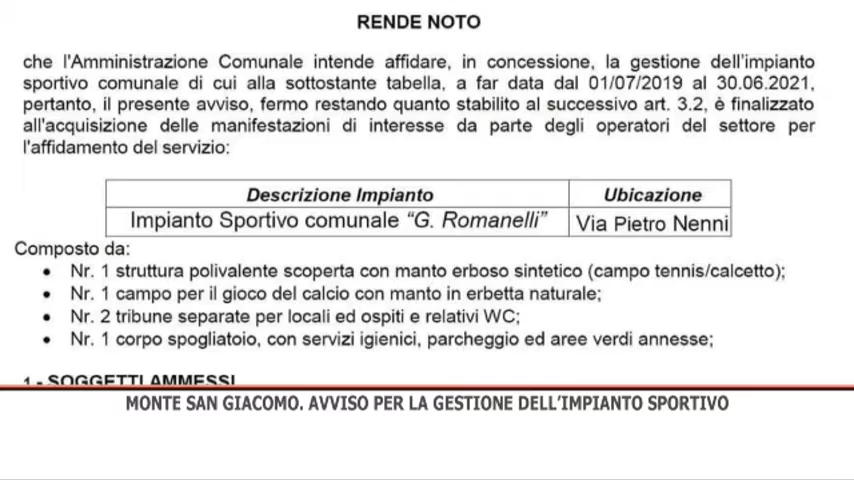 RENDE NOTO
che l'Amministrazione Comunale intende affidare, in concessione, la gestione dell'impianto
sportivo comunale di cui alla sottostante tabella, a far data dal 01/07/2019 al 30.06.2021,
pertanto, il presente avviso, fermo restando quanto stabilito al successivo art. 3.2, è finalizzato
all'acquisizione delle manifestazioni di interesse da parte degli operatori del settore per
l'affidamento del servizio:
Descrizione Impianto Ubicazione
Impianto Sportivo comunale “G. Romanelli” Via Pietro Nenni
Composto da:
• Nr. 1 struttura polivalente scoperta con manto erboso sintetico (campo tennis/calcetto);
• Nr. 1 campo per il gioco del calcio con manto in erbetta naturale;
• Nr. 2 tribune separate per locali ed ospiti e relativi WC;
• Nr. 1 corpo spogliatoio, con servizi igienici, parcheggio ed aree verdi annesse;
1 - SOGGETTI AMMESSI
MONTE SAN GIACOMO. AVVISO PER LA GESTIONE DELL'IMPIANTO SPORTIVO